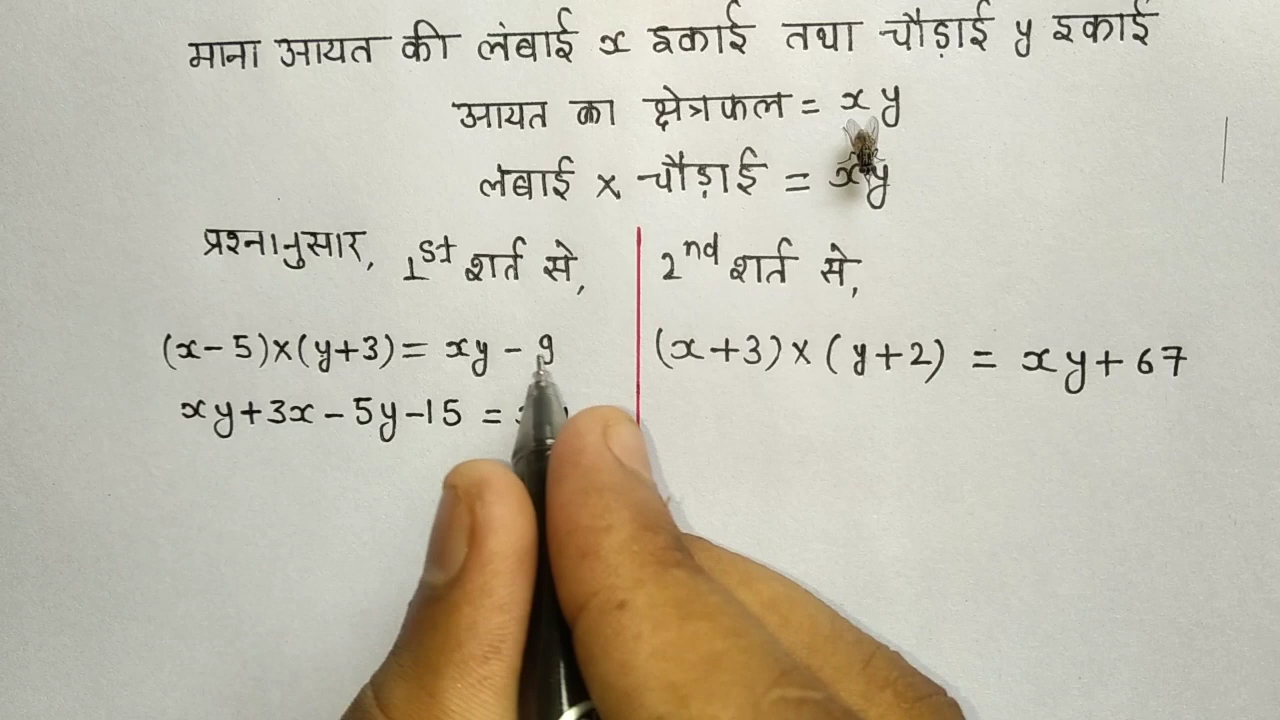 माना आयत की लंबाई x इकाई तथा चौड़ाई y इकाई
आयत का क्षेत्रफल = xy
लंबाई × चौड़ाई = xy
प्रश्नानुसार, 1st शर्त से,
(x-5)×(y+3) = xy - 9
xy+3x-5y-15 =
2nd शर्त से,
(x+3)×(y+2) = xy+67